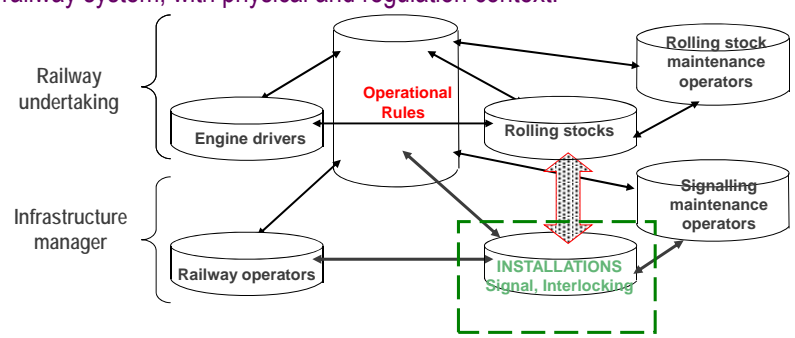 railway system, with physical and regulation context.
Railway
undertaking
Operational
Rules
Rolling stock
maintenance
operators
Engine drivers
Rolling stocks
Infrastructure
manager
Signalling
maintenance
operators
Railway operators
INSTALLATIONS
Signal, Interlocking